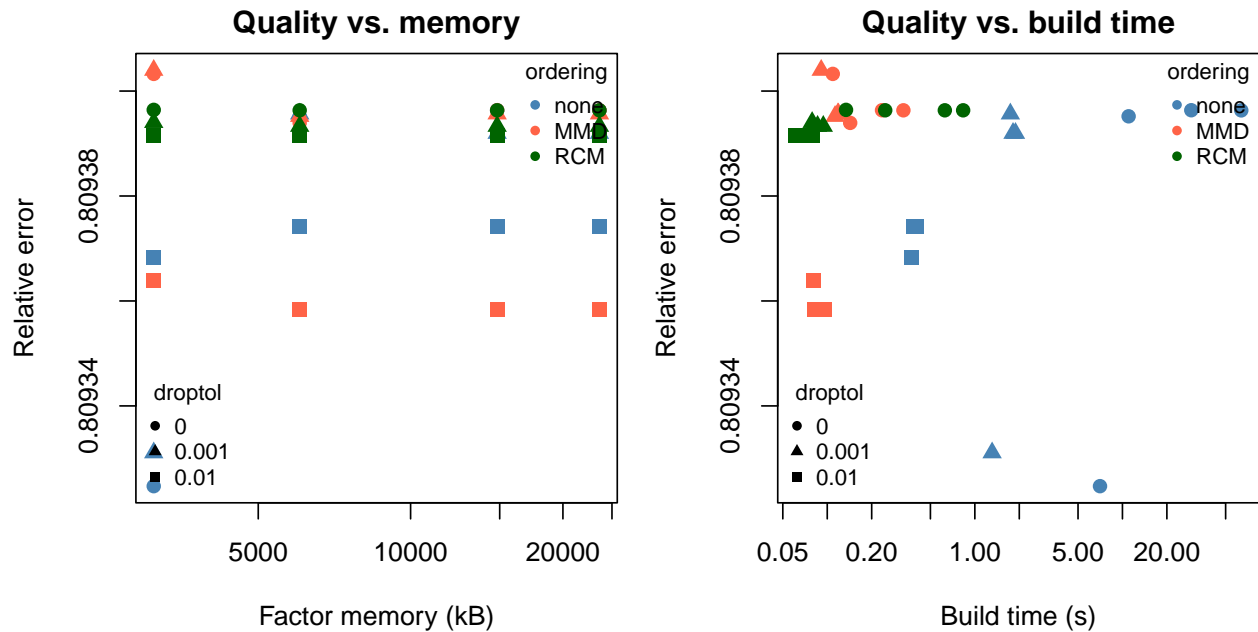 Quality vs. memory
ordering
none
MMD
RCM
0.80938
0.80934
Relative error
droptol
0
0.001
0.01
5000
10000
20000
Factor memory (kB)
Quality vs. build time
ordering
none
MMD
RCM
0.80938
0.80934
Relative error
droptol
0
0.001
0.01
0.05
0.20
1.00
5.00
20.00
Build time (s)